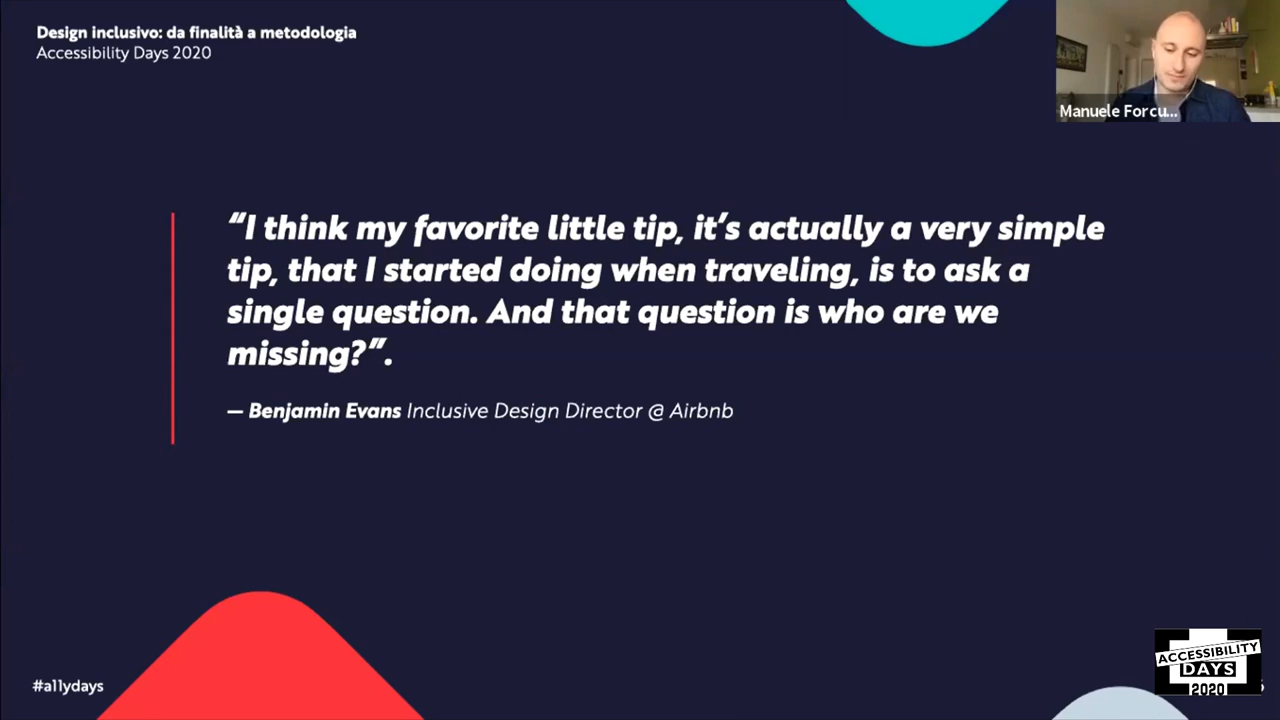 Design inclusivo: da finalità a metodologia
Accessibility Days 2020
Manuele Forcu...
“I think my favorite little tip, it’s actually a very simple
tip, that I started doing when traveling, is to ask a
single question. And that question is who are we
missing?”.
— Benjamin Evans Inclusive Design Director @ Airbnb
#a11ydays
ACCESSIBILITY
DAYS
2020